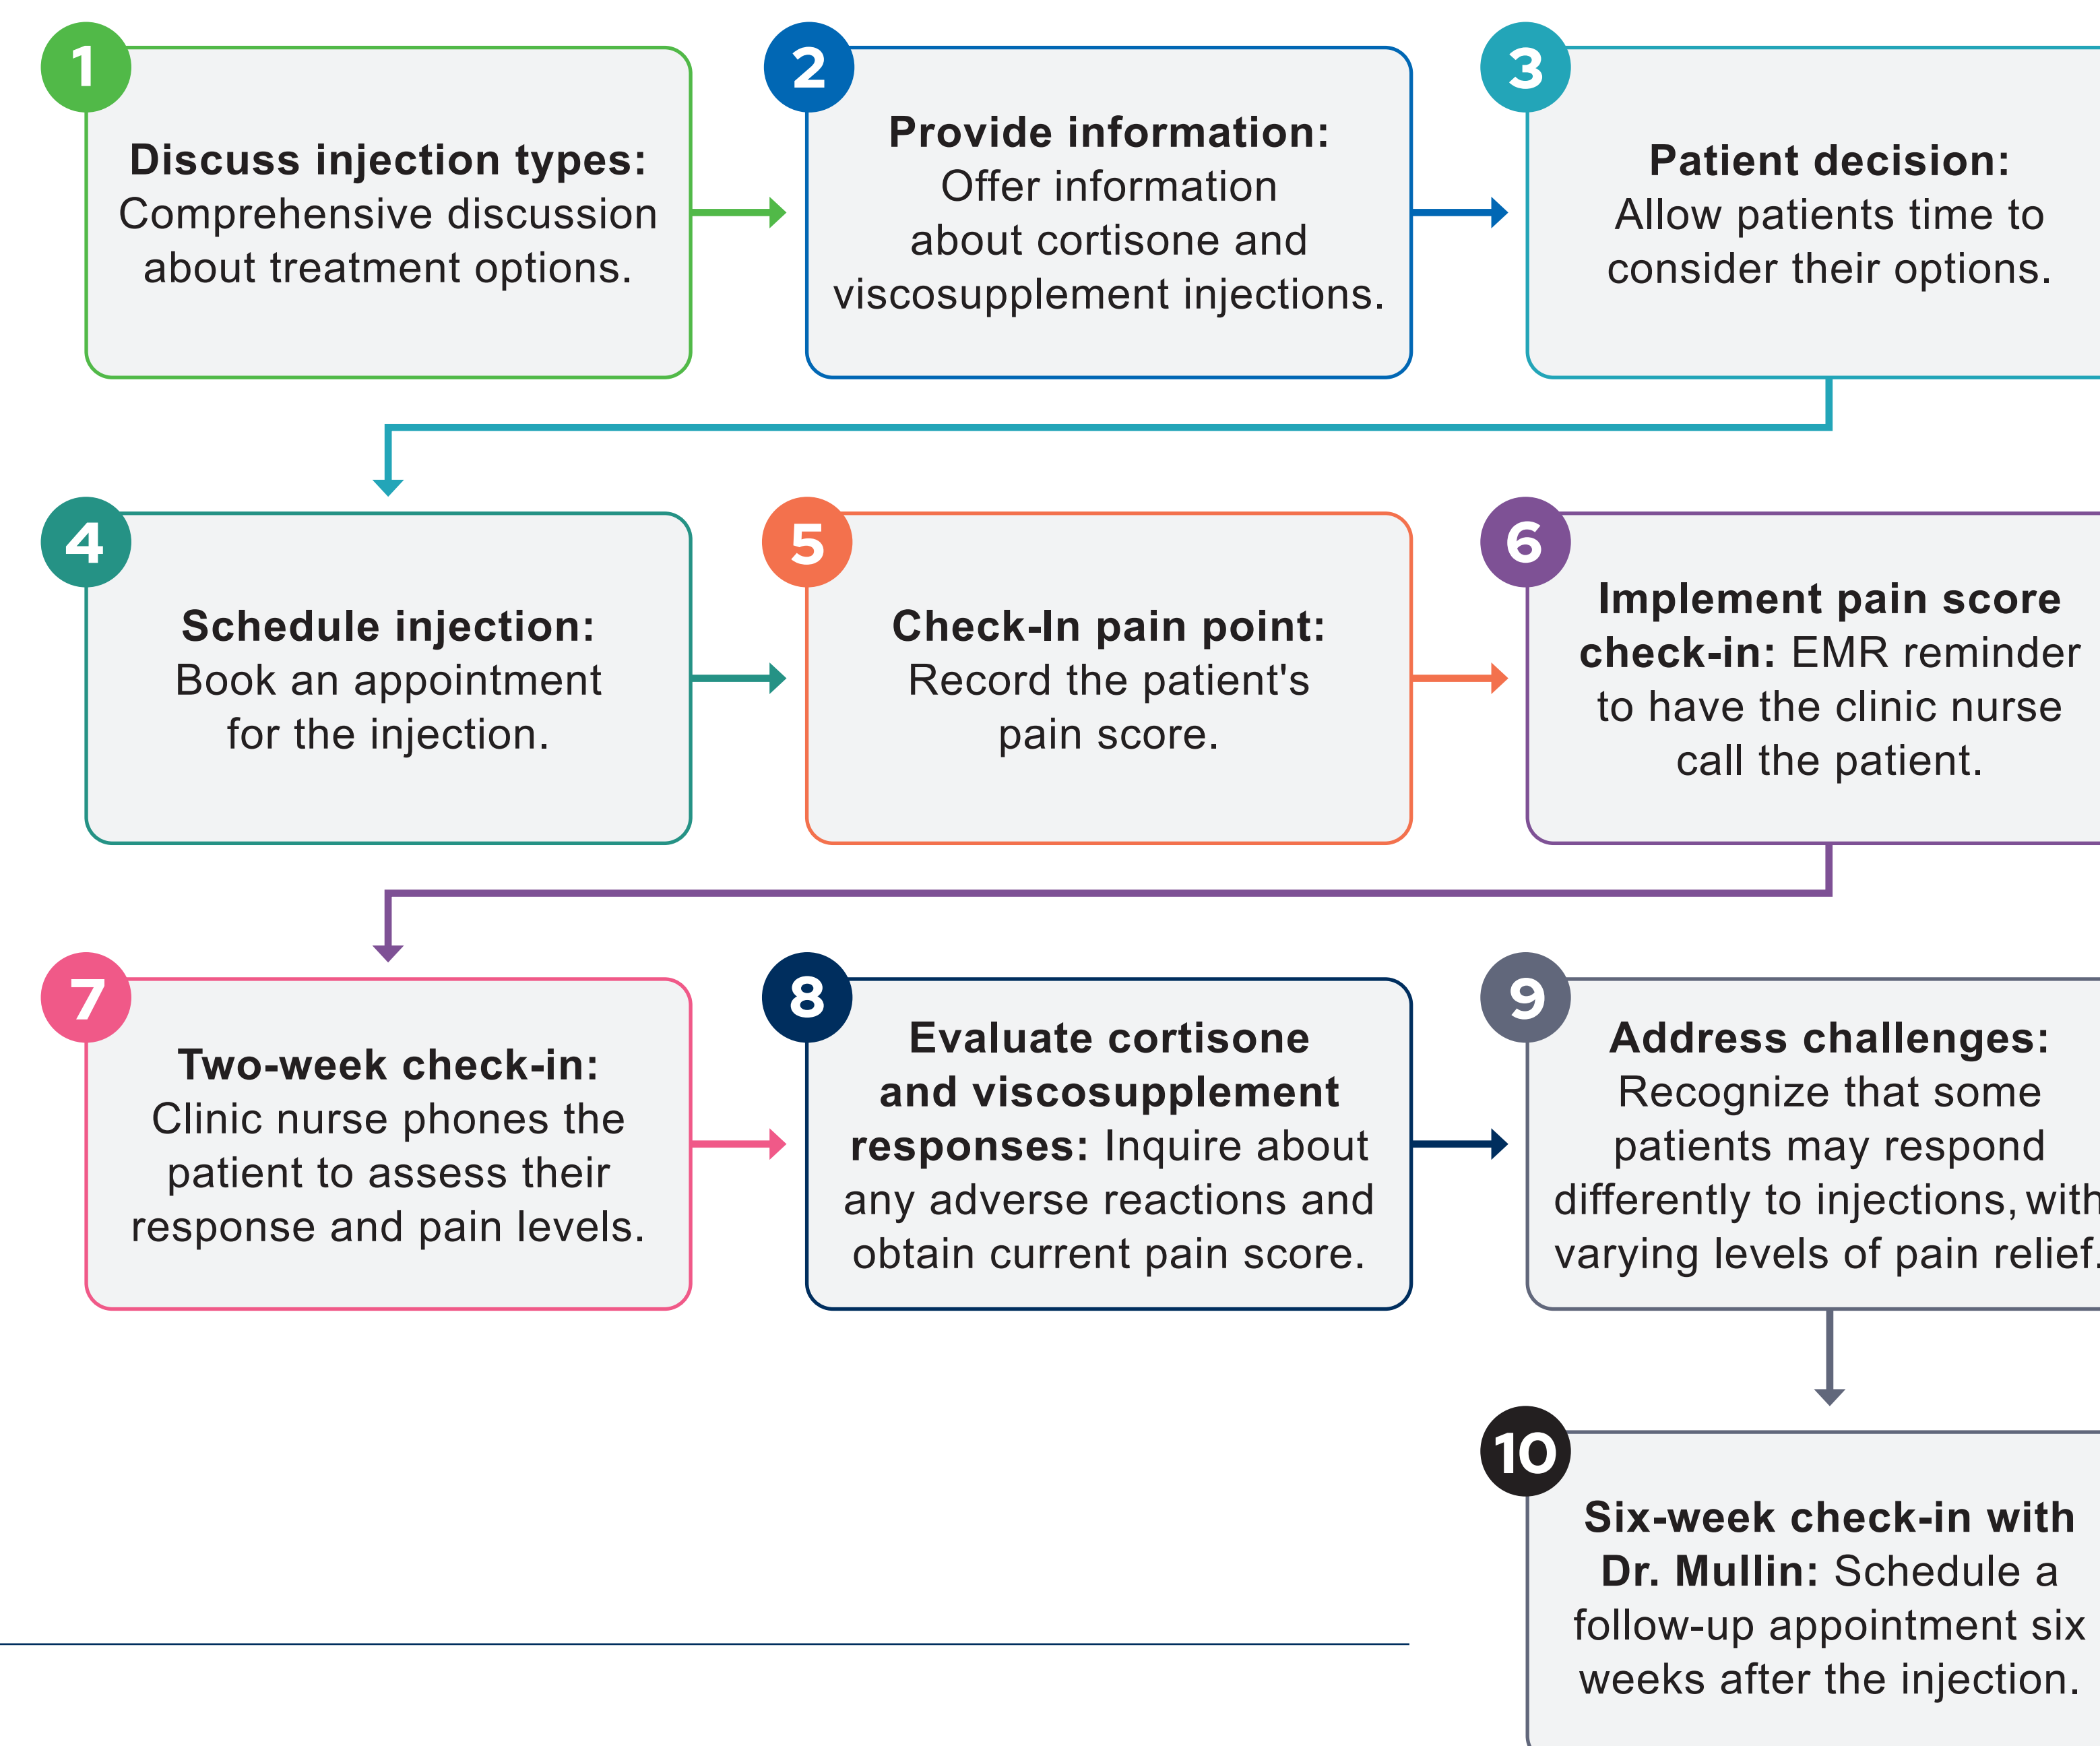 1
Discuss injection types:
Comprehensive discussion
about treatment options.
2
Provide information:
Offer information
about cortisone and
viscosupplement injections.
3
Patient decision:
Allow patients time to
consider their options.
4
Schedule injection:
Book an appointment
for the injection.
5
Check-In pain point:
Record the patient's
pain score.
6
Implement pain score
check-in: EMR reminder
to have the clinic nurse
call the patient.
7
Two-week check-in:
Clinic nurse phones the
patient to assess their
response and pain levels.
8
Evaluate cortisone
and viscosupplement
responses: Inquire about
any adverse reactions and
obtain current pain score.
9
Address challenges:
Recognize that some
patients may respond
differently to injections, with
varying levels of pain relief.
10
Six-week check-in with
Dr. Mullin: Schedule a
follow-up appointment six
weeks after the injection.